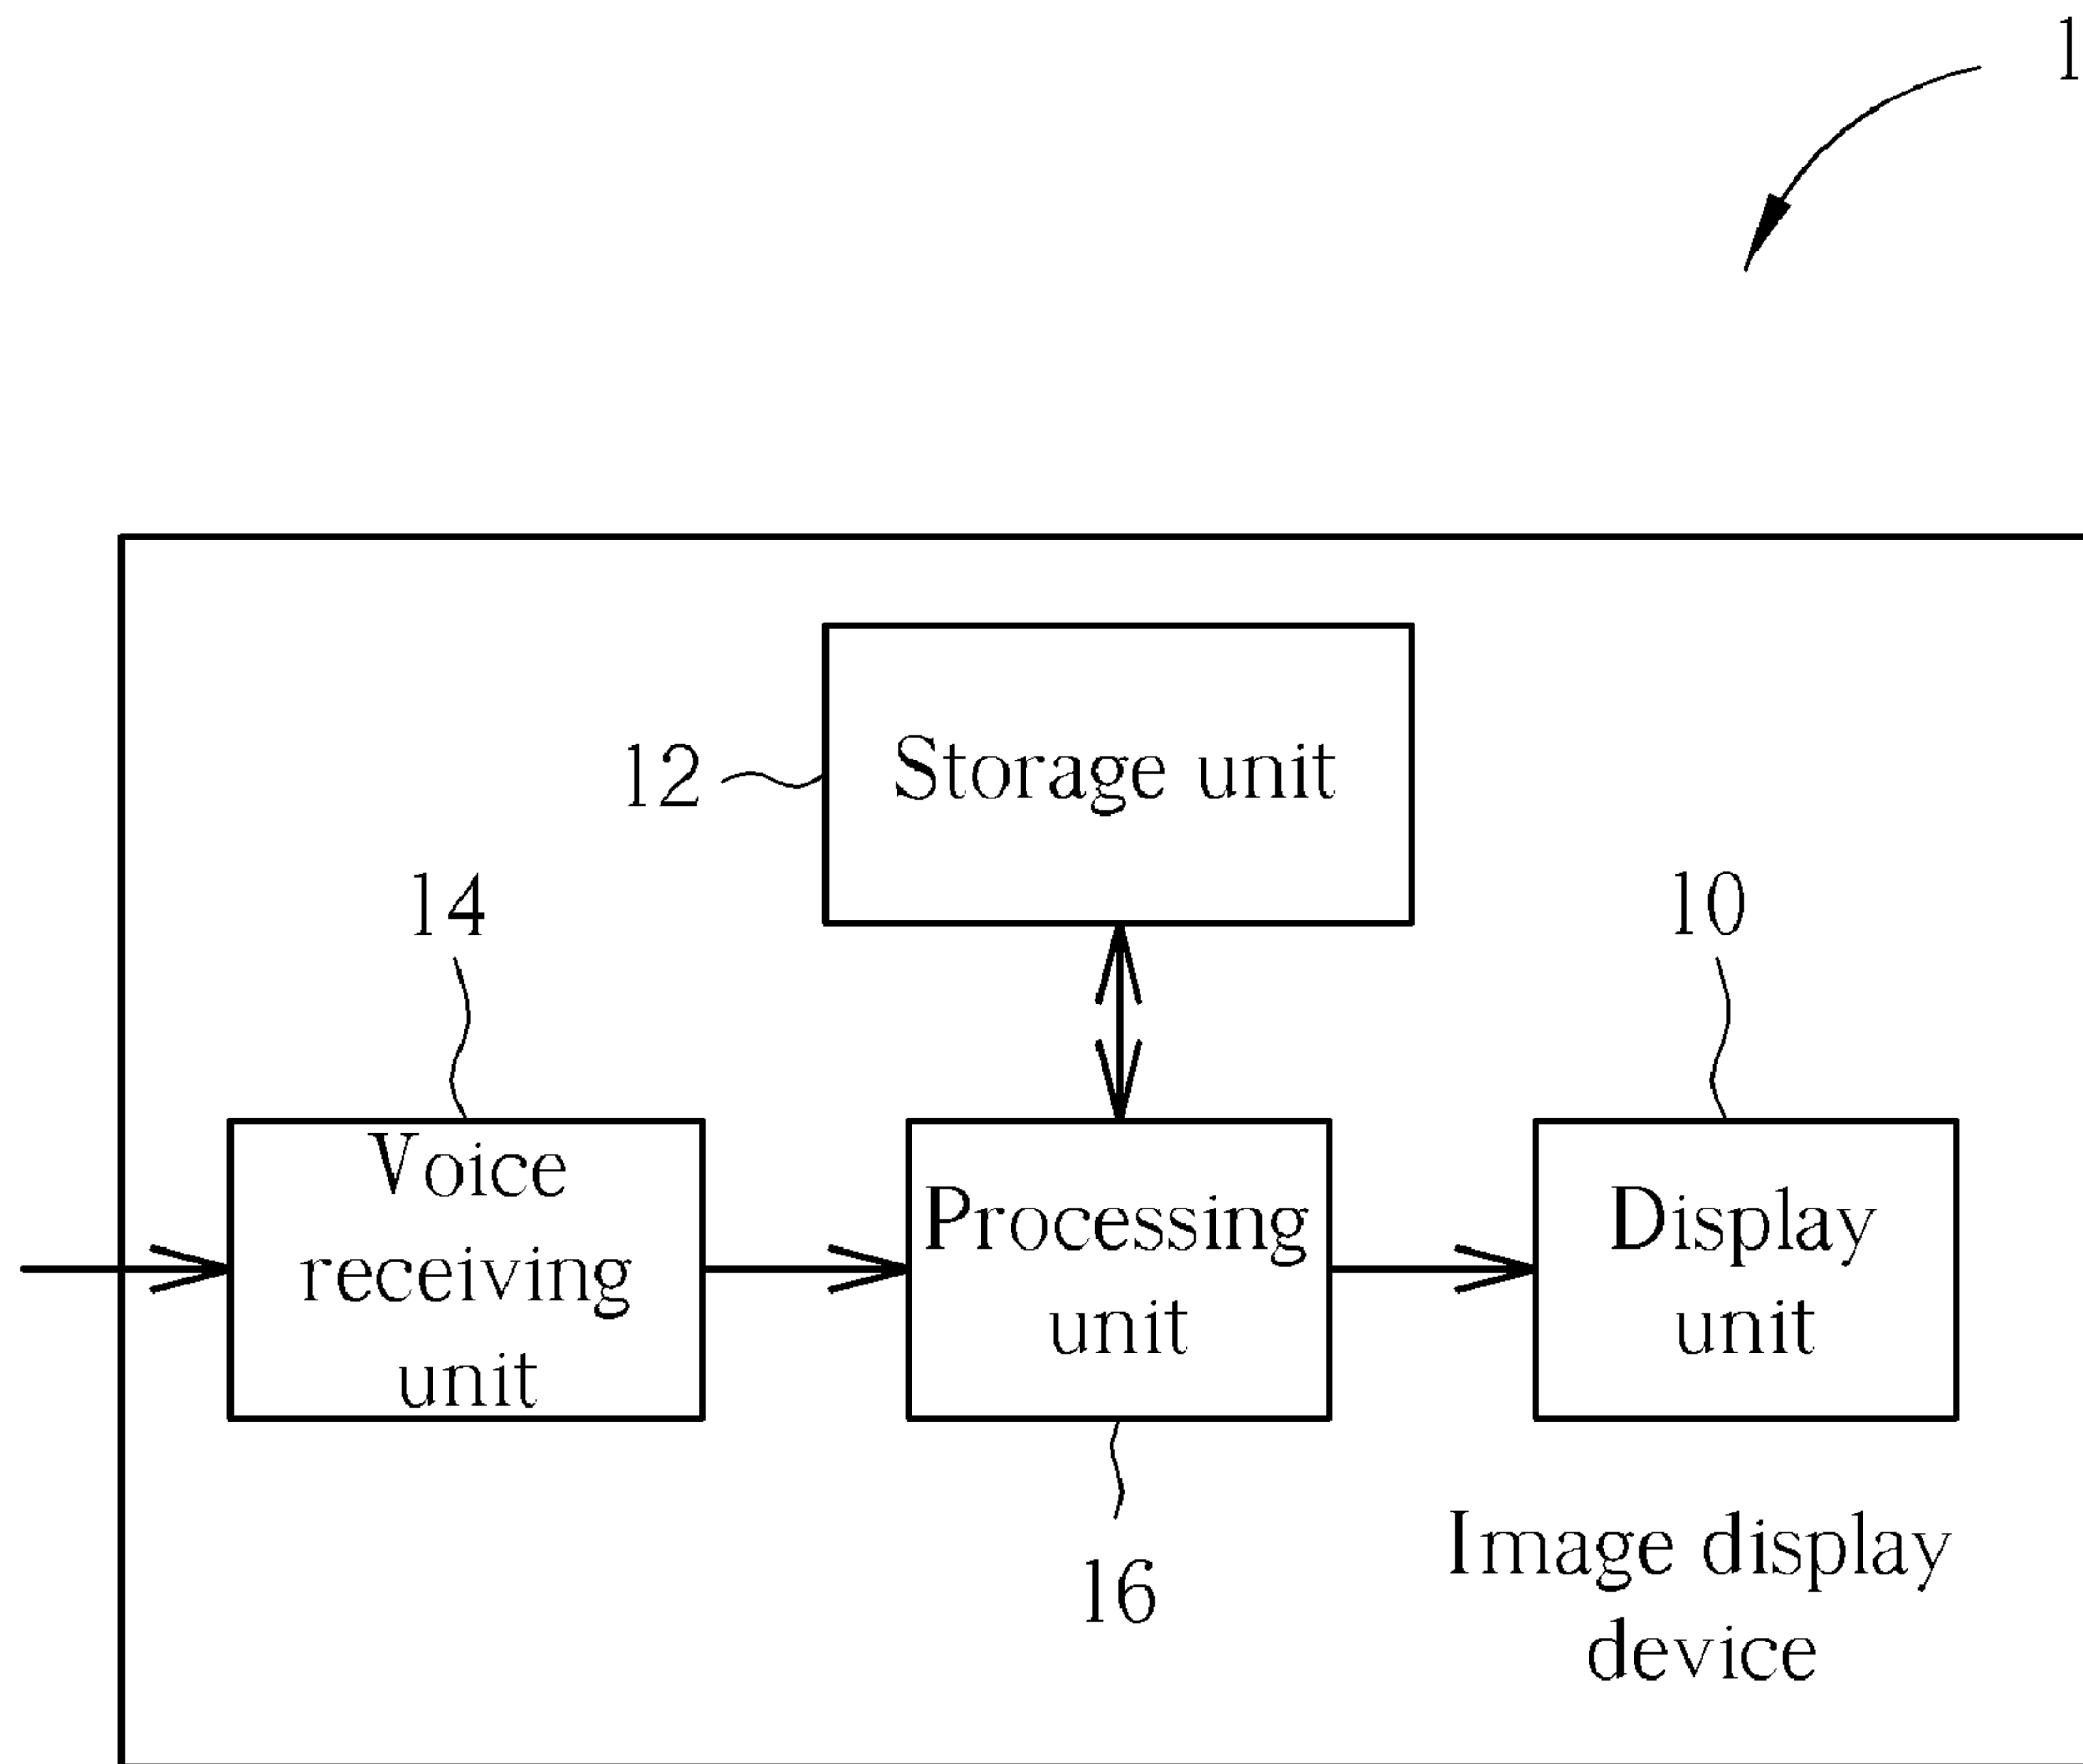 1
12
Storage unit
14
10
Voice
receiving
unit
Processing
unit
Display
unit
16
Image display
device